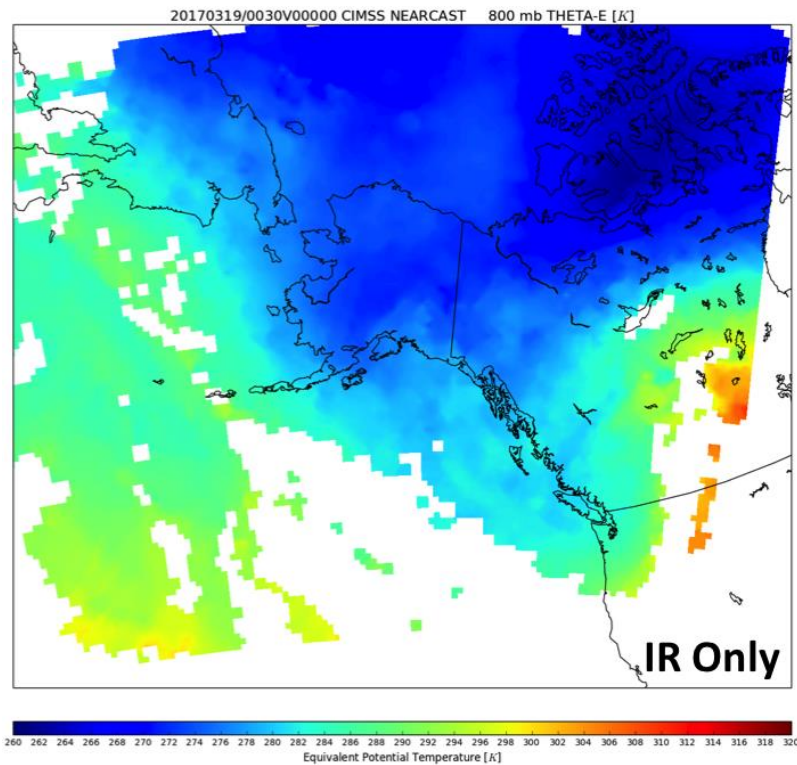 20170319/0030V00000 CIMSS NEARCAST 800 mb THETA-E [K]
IR Only
260 262 264 266 268 270 272 274 276 278 280 282 284 286 288 290 292 294 296 298 300 302 304 306 308 310 312 314 316 318 320
Equivalent Potential Temperature [K]